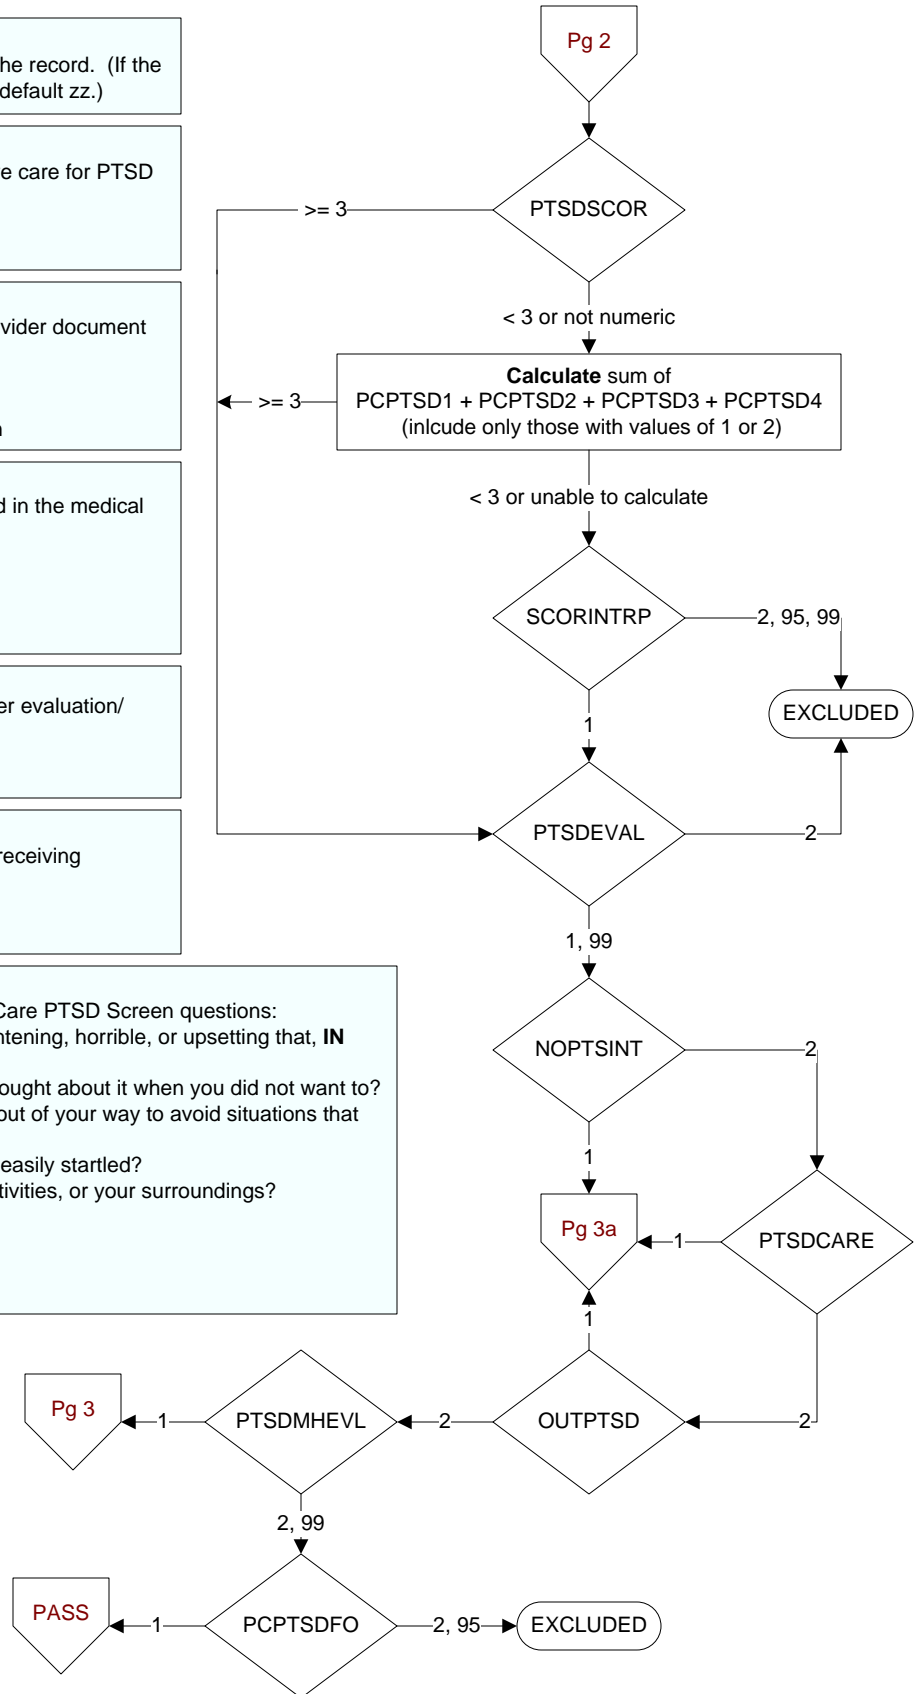 he record. (If the
default zz.)
e care for PTSD
vider document
n
d in the medical
er evaluation/
receiving
Care PTSD Screen questions:
ntening, horrible, or upsetting that, IN
ought about it when you did not want to?
out of your way to avoid situations that
easily startled?
tivities, or your surroundings?
Pg 2
PTSDSCOR
>= 3
< 3 or not numeric
Calculate sum of
PCPTSD1 + PCPTSD2 + PCPTSD3 + PCPTSD4
(inlcude only those with values of 1 or 2)
>= 3
< 3 or unable to calculate
SCORINTRP
2, 95, 99
EXCLUDED
1
PTSDEVAL
2
1, 99
NOPTSINT
2
1
Pg 3a
1
PTSDCARE
1
2
OUTPTSD
2
PTSDMHEVL
1
Pg 3
2, 99
PCPTSDFO
1
PASS
2, 95
EXCLUDED